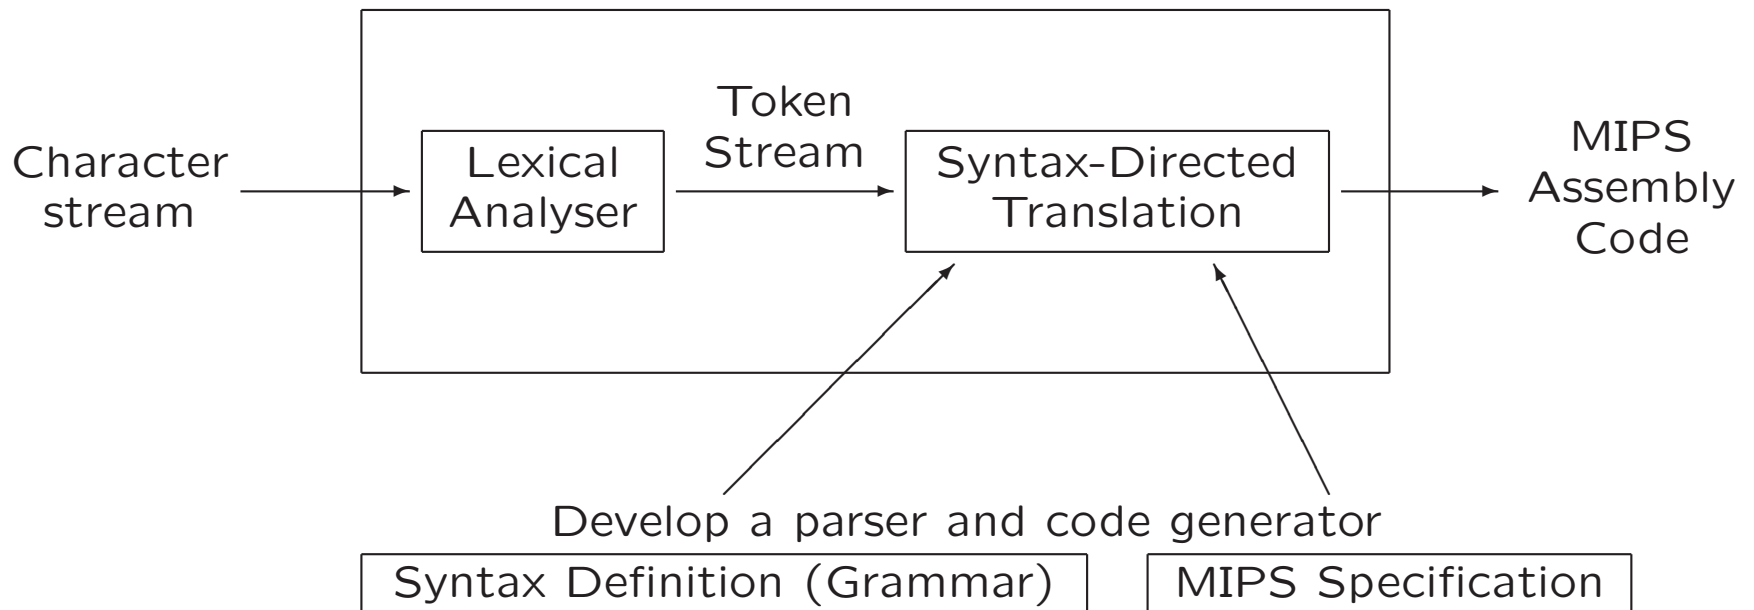 Character
stream
Lexical
Analyser
Token
Stream
Syntax-Directed
Translation
MIPS
Assembly
Code
Develop a parser and code generator
Syntax Definition (Grammar)
MIPS Specification